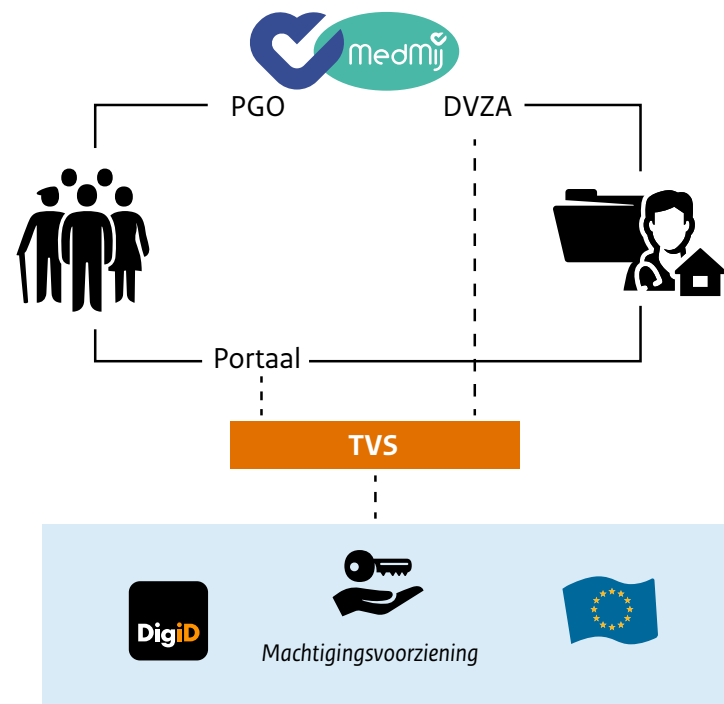 MedMij
PGO
DVZA
Portaal
TVS
DigiD
Machtigingsvoorziening